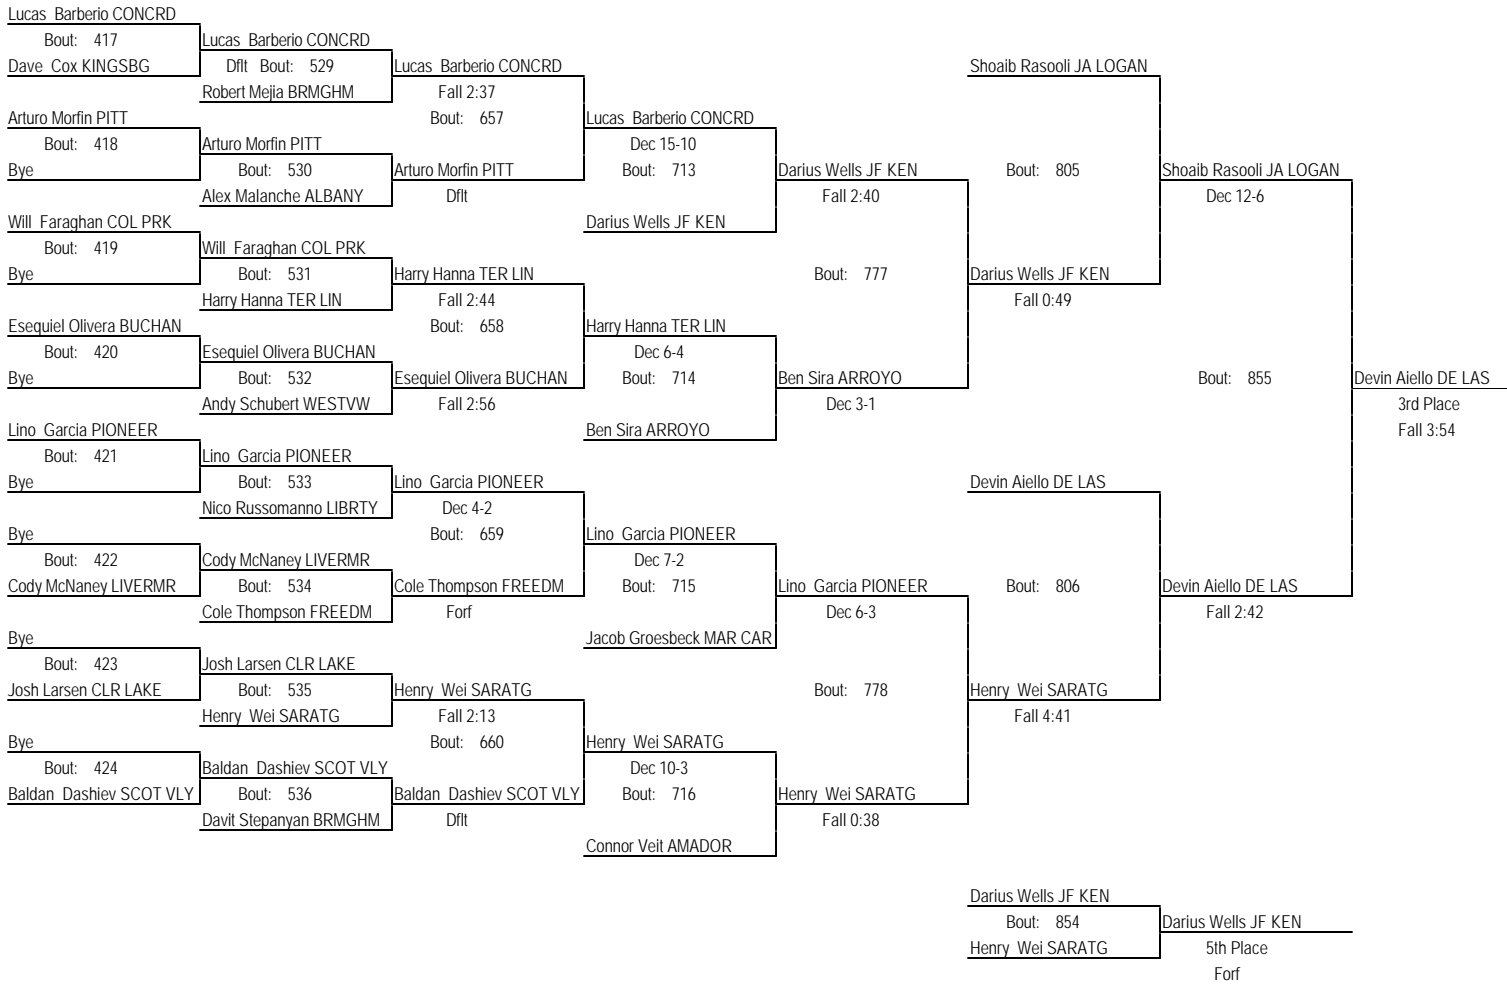 Lucas Barberio CONCRD
Bout: 417
Lucas Barberio CONCRD
Dave Cox KINGSBG
Dflt Bout: 529
Lucas Barberio CONCRD
Shoaib Rasooli JA LOGAN
Robert Mejia BRMGHM
Fall 2:37
Arturo Morfin PITT
Bout: 657
Lucas Barberio CONCRD
Bout: 418
Arturo Morfin PITT
Dec 15-10
Bye
Bout: 530
Arturo Morfin PITT
Bout: 713
Darius Wells JF KEN
Bout: 805
Shoaib Rasooli JA LOGAN
Alex Malanche ALBANY
Dflt
Fall 2:40
Dec 12-6
Will Faraghan COL PRK
Darius Wells JF KEN
Bout: 419
Will Faraghan COL PRK
Bye
Bout: 531
Harry Hanna TER LIN
Bout: 777
Darius Wells JF KEN
Harry Hanna TER LIN
Fall 2:44
Fall 0:49
Esequiel Olivera BUCHAN
Bout: 658
Harry Hanna TER LIN
Bout: 420
Esequiel Olivera BUCHAN
Dec 6-4
Bye
Bout: 532
Esequiel Olivera BUCHAN
Bout: 714
Ben Sira ARROYO
Bout: 855
Devin Aiello DE LAS
Andy Schubert WESTVW
Fall 2:56
Dec 3-1
3rd Place
Lino Garcia PIONEER
Ben Sira ARROYO
Fall 3:54
Bout: 421
Lino Garcia PIONEER
Bye
Bout: 533
Lino Garcia PIONEER
Devin Aiello DE LAS
Nico Russomanno LIBRTY
Dec 4-2
Bye
Bout: 659
Lino Garcia PIONEER
Bout: 422
Cody McNaney LIVERMR
Dec 7-2
Cody McNaney LIVERMR
Bout: 534
Cole Thompson FREEDM
Bout: 715
Lino Garcia PIONEER
Bout: 806
Devin Aiello DE LAS
Cole Thompson FREEDM
Forf
Dec 6-3
Fall 2:42
Bye
Jacob Groesbeck MAR CAR
Bout: 423
Josh Larsen CLR LAKE
Josh Larsen CLR LAKE
Bout: 535
Henry Wei SARATG
Bout: 778
Henry Wei SARATG
Henry Wei SARATG
Fall 2:13
Fall 4:41
Bye
Bout: 660
Henry Wei SARATG
Bout: 424
Baldan Dashiev SCOT VLY
Dec 10-3
Baldan Dashiev SCOT VLY
Bout: 536
Baldan Dashiev SCOT VLY
Bout: 716
Henry Wei SARATG
Davit Stepanyan BRMGHM
Dflt
Fall 0:38
Connor Veit AMADOR
Darius Wells JF KEN
Bout: 854
Darius Wells JF KEN
Henry Wei SARATG
5th Place
Forf